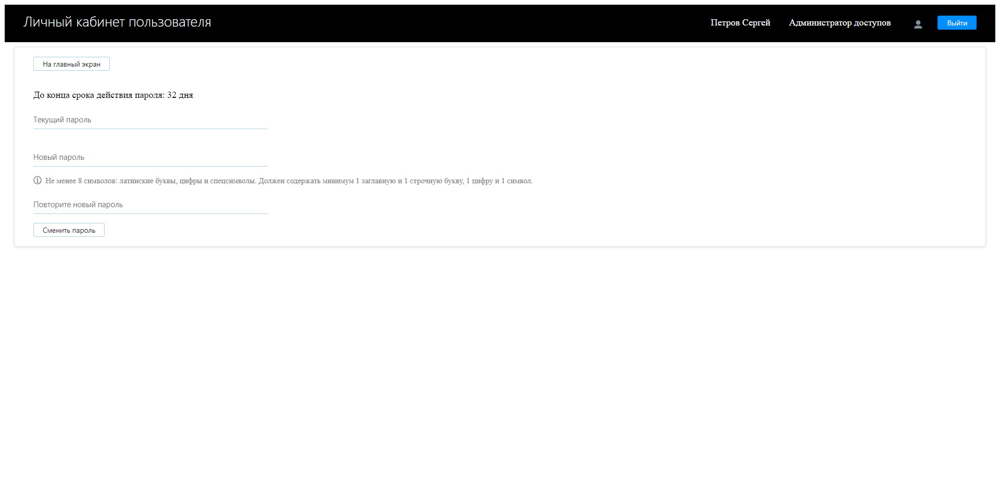 Личный кабинет пользователя
Петров Сергей
Администратор доступов
Выйти
На главный экран
До конца срока действия пароля: 32 дня
Текущий пароль
Новый пароль
Не менее 8 символов: латинские буквы, цифры и спецсимволы. Должен содержать минимум 1 заглавную и 1 строчную букву, 1 цифру и 1 символ.
Повторите новый пароль
Сменить пароль